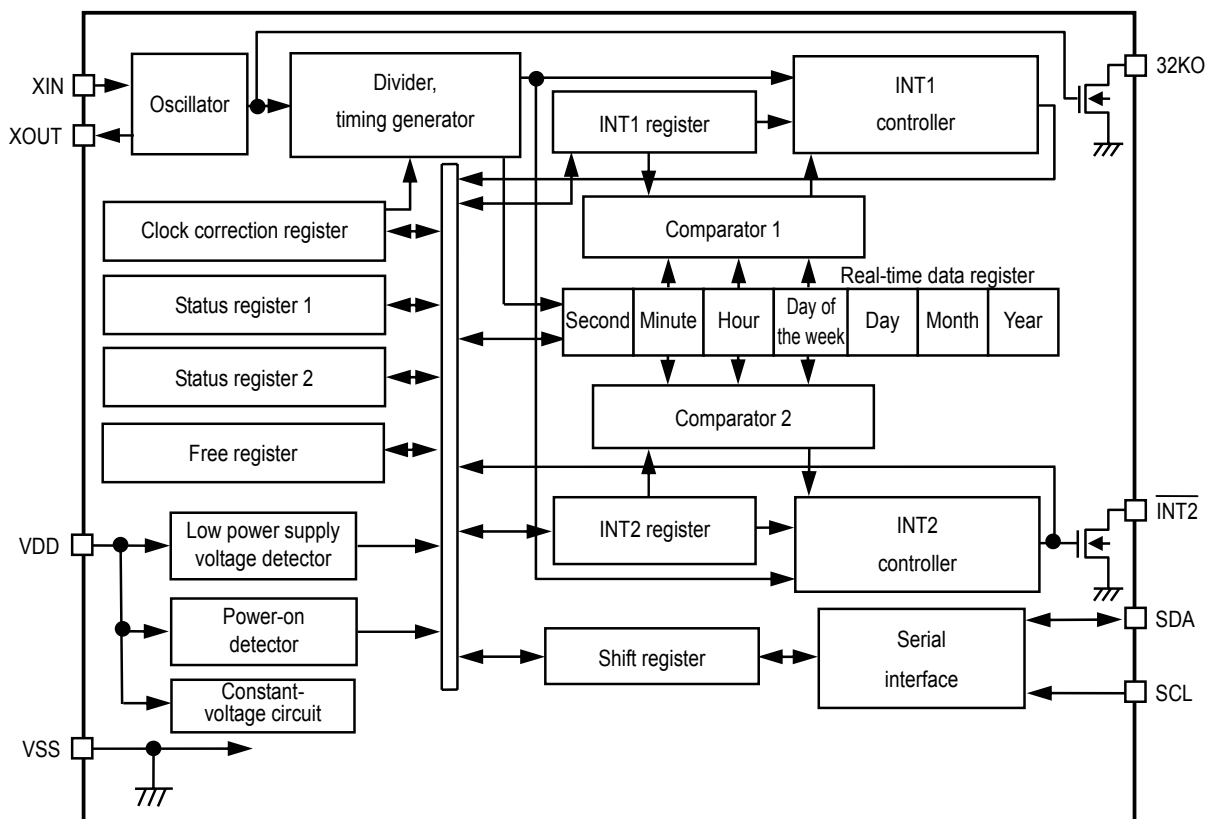 XIN
XOUT
Oscillator
Divider,
timing generator
INT1 register
INT1
controller
32KO
Clock correction register
Comparator 1
Status register 1
Real-time data register
Second
Minute
Hour
Day of
the week
Day
Month
Year
Status register 2
Comparator 2
Free register
VDD
Low power supply
voltage detector
INT2 register
INT2
controller
INT2
Power-on
detector
Shift register
Serial
interface
SDA
SCL
Constant-
voltage circuit
VSS